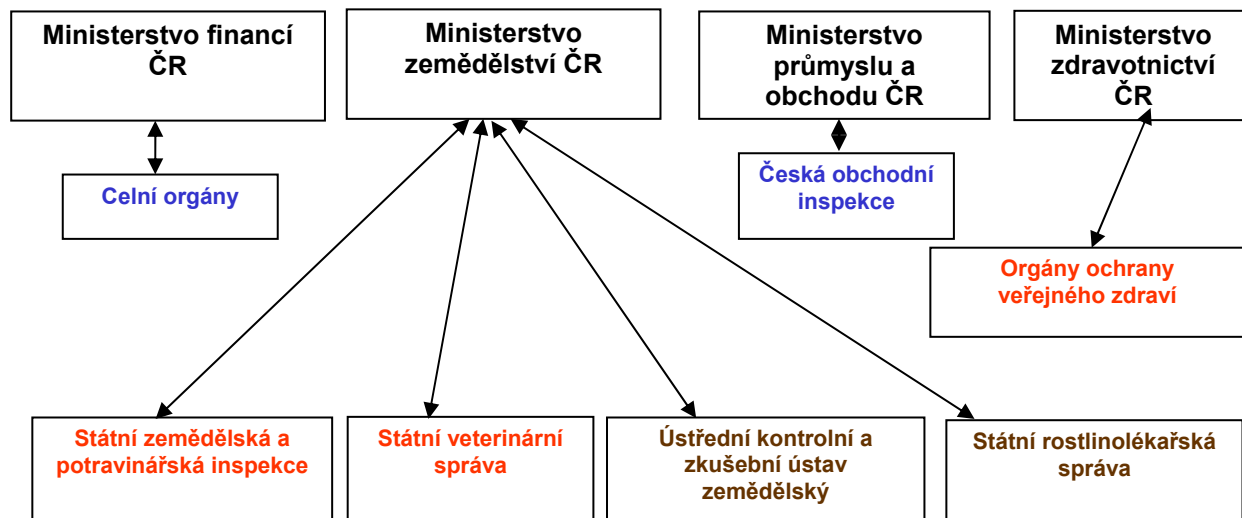 Ministerstvo financí
ČR
Ministerstvo
zemědělství ČR
Ministerstvo
průmyslu a
obchodu ČR
Ministerstvo
zdravotnictví
ČR
Celní orgány
Česká obchodní
inspekce
Orgány ochrany
veřejného zdraví
Státní zemědělská a
potravinářská inspekce
Státní veterinární
správa
Ústřední kontrolní a
zkušební ústav
zemědělský
Státní rostlinolékařská
správa